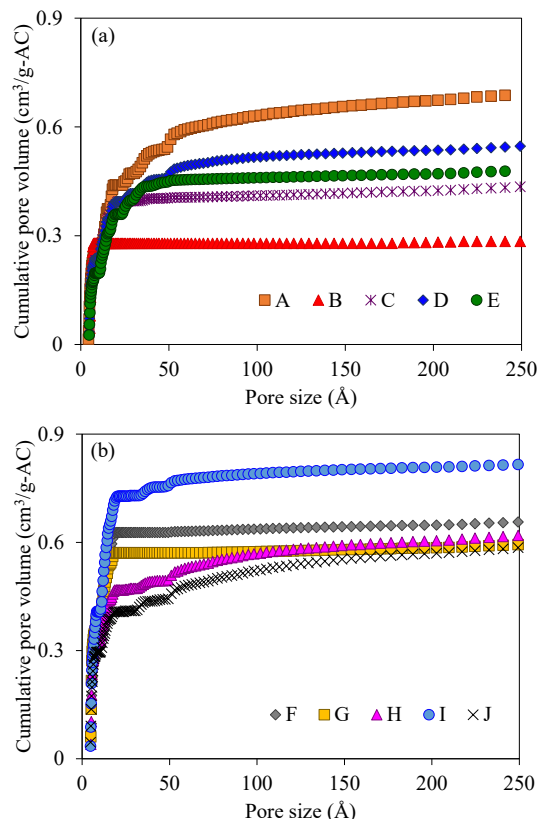 (a)
Cumulative pore volume (cm³/g-AC)
0.9
0.6
0.3
0
A B C D E
0 50 100 150 200 250
Pore size (Å)
(b)
Cumulative pore volume (cm³/g-AC)
0.9
0.6
0.3
0
F G H I J
0 50 100 150 200 250
Pore size (Å)